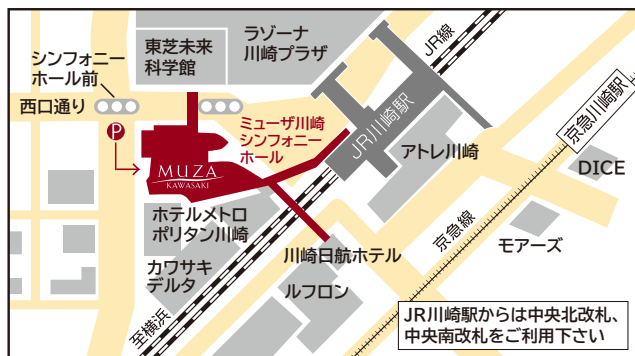 ラゾーナ
川崎プラザ
東芝未来
科学館
シンフォニー
ホール前
西口通り
P
ミューザ川崎
シンフォニー
ホール
MUZA
KAWASAKI
JR線
JR川崎駅
アトレ川崎
京急川崎駅
DICE
京急線
モアーズ
ホテルメトロ
ポリタン川崎
カワサキ
デルタ
川崎日航ホテル
ルフロン
至横浜
JR川崎駅からは中央北改札、
中央南改札をご利用下さい